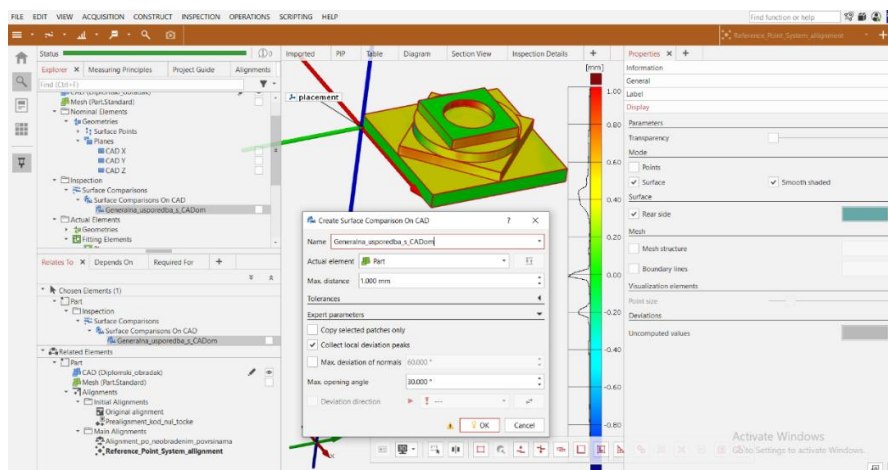 FILE EDIT VIEW ACQUISITION CONSTRUCT INSPECTION OPERATIONS SCRIPTING HELP
Find function or help
Reference_Point_System_allignment
Status
Imported PIP Table Diagram Section View Inspection Details +
Properties × +
Explorer × Measuring Principles Project Guide Alignments
Find (Ctrl+F)
CAD (Diplomski_obradak)
Mesh (Part.Standard)
Nominal Elements
Geometries
Surface Points
Planes
CAD X
CAD Y
CAD Z
Inspection
Surface Comparisons
Surface Comparisons On CAD
Generalna_usporedba_s_CADom
Actual Elements
Geometries
Fitting Elements
Relates To × Depends On Required For +
Chosen Elements (1)
Part
Inspection
Surface Comparisons
Surface Comparisons On CAD
Generalna_usporedba_s_CADom
Related Elements
Part
CAD (Diplomski_obradak)
Mesh (Part.Standard)
Alignments
Initial Alignments
Original alignment
Prealignment_kod_nul_tocke
Main Alignments
Alignment_po_neobradenim_povrsinama
Reference_Point_System_allignment
placement
[mm]
1.00
0.80
0.60
0.40
0.20
0.00
-0.20
-0.40
-0.60
-0.80
Create Surface Comparison On CAD ? ×
Name Generalna_usporedba_s_CADom
Actual element Part
Max. distance 1.000 mm
Tolerances
Expert parameters
Copy selected patches only
Collect local deviation peaks
Max. deviation of normals 60.000 °
Max. opening angle 30.000 °
Deviation direction ---
OK Cancel
Information
General
Label
Display
Parameters
Transparency
Mode
Points
Surface Smooth shaded
Surface
Rear side
Mesh
Mesh structure
Boundary lines
Visualization elements
Point size
Deviations
Uncomputed values
Activate Windows
Go to Settings to activate Windows.